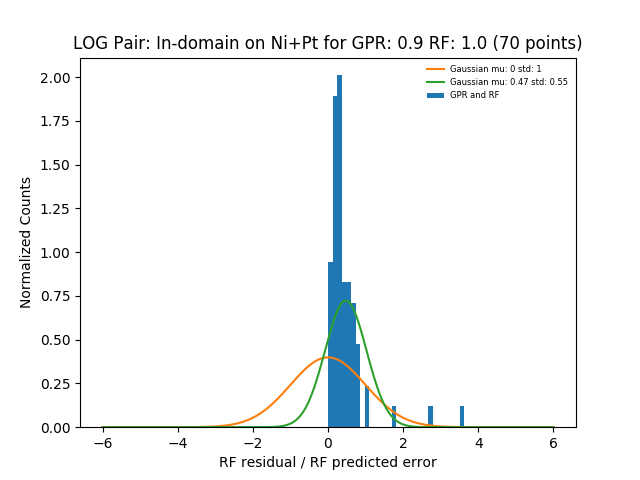 LOG Pair: In-domain on Ni+Pt for GPR: 0.9 RF: 1.0 (70 points)
Gaussian mu: 0 std: 1
Gaussian mu: 0.47 std: 0.55
GPR and RF
Normalized Counts
2.00
1.75
1.50
1.25
1.00
0.75
0.50
0.25
0.00
−6 −4 −2 0 2 4 6
RF residual / RF predicted error